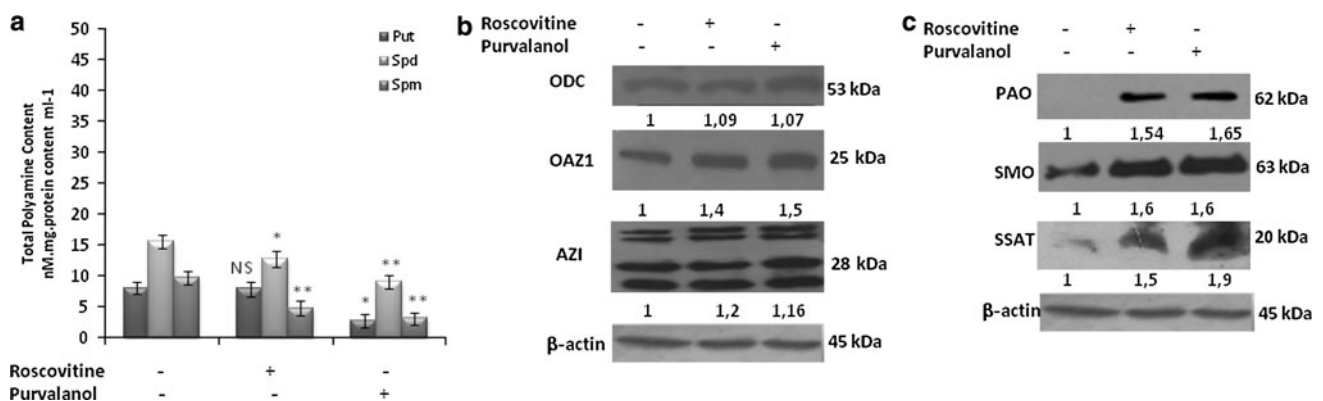 a
Total Polyamine Content
nM.mg.protein content ml-1
50
45
40
35
30
25
20
15
10
5
0
Put
Spd
Spm
NS * ** * ** **
Roscovitine - + -
Purvalanol - - +
b
Roscovitine - + -
Purvalanol - - +
ODC 53 kDa
1 1,09 1,07
OAZ1 25 kDa
1 1,4 1,5
AZI 28 kDa
1 1,2 1,16
β-actin 45 kDa
c
Roscovitine - + -
Purvalanol - - +
PAO 62 kDa
1 1,54 1,65
SMO 63 kDa
1 1,6 1,6
SSAT 20 kDa
1 1,5 1,9
β-actin 45 kDa